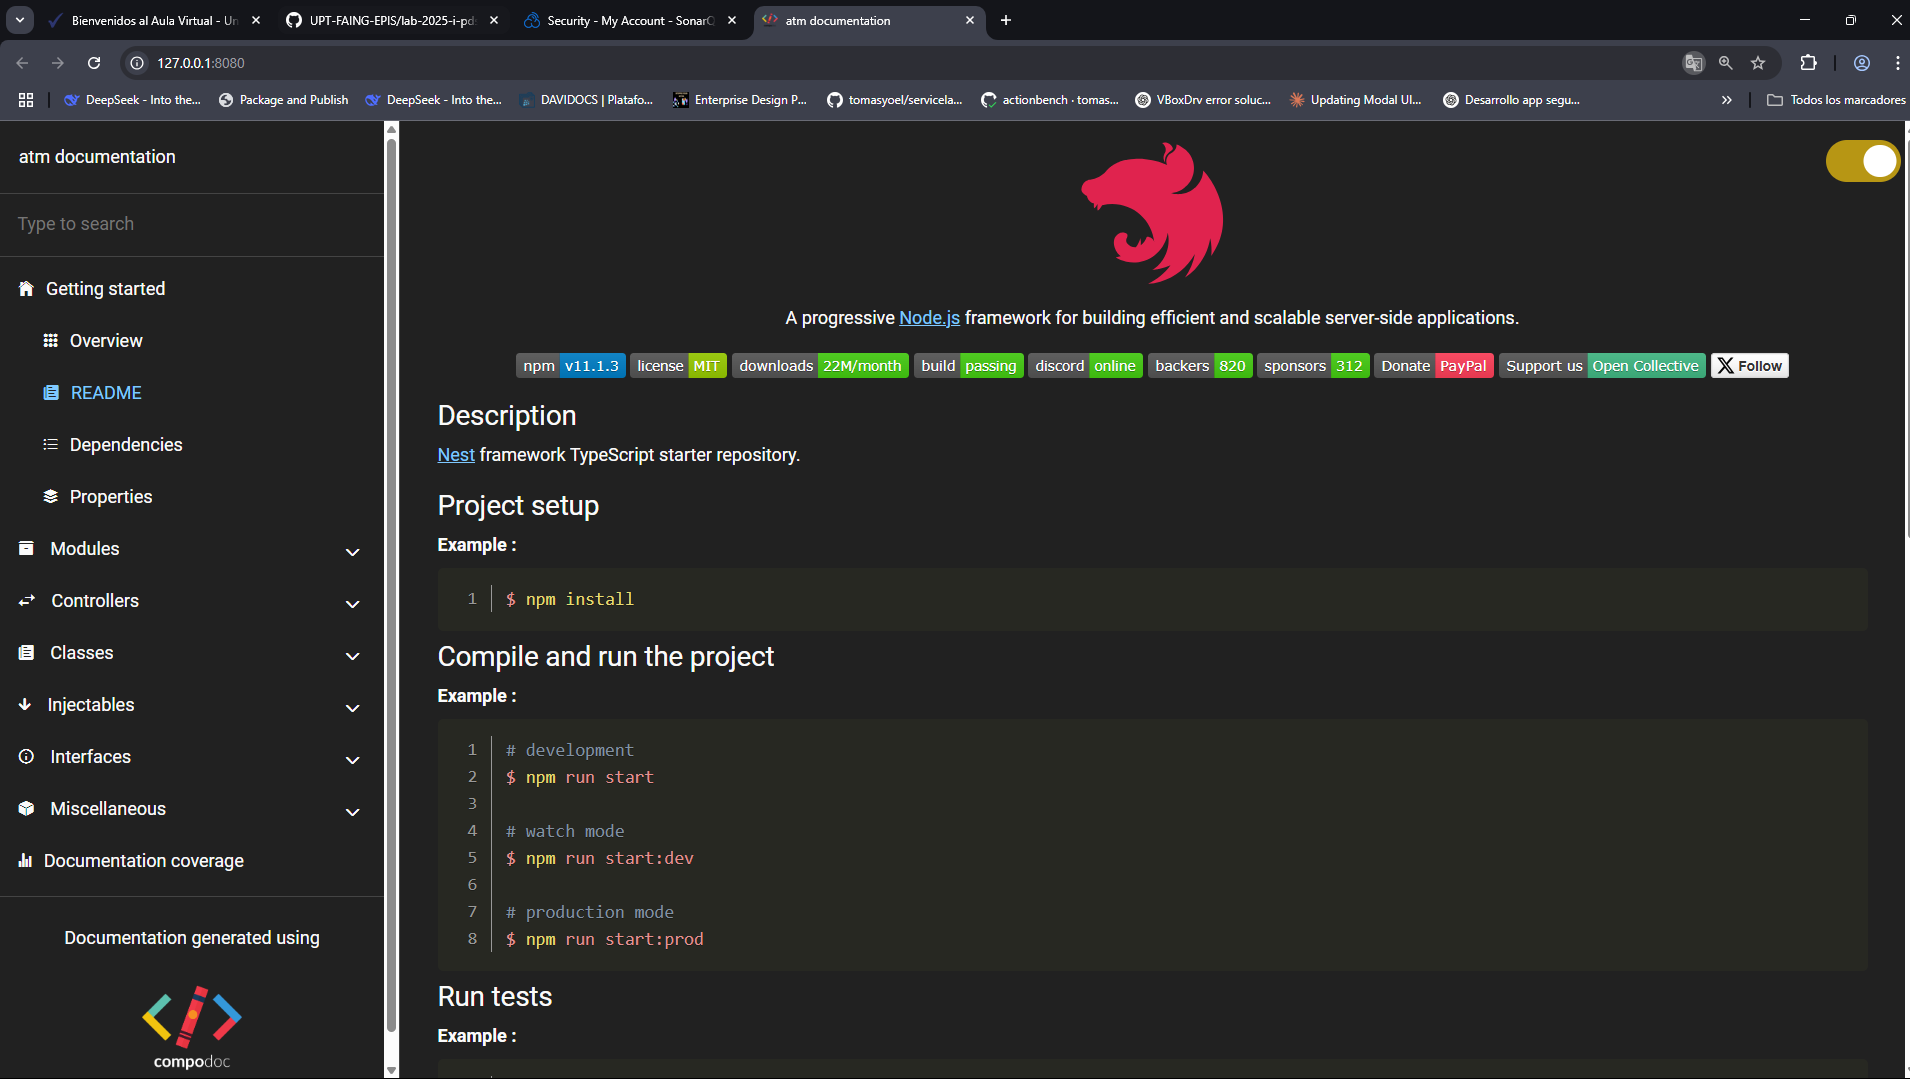 Bienvenidos al Aula Virtual - Un
UPT-FAING-EPIS/lab-2025-i-pds
Security - My Account - SonarQ
atm documentation
127.0.0.1:8080
DeepSeek - Into the...
Package and Publish
DeepSeek - Into the...
DAVIDOCS | Platafo...
Enterprise Design P...
tomasyoel/servicela...
actionbench · tomas...
VBoxDrv error soluc...
Updating Modal UI...
Desarrollo app segu...
Todos los marcadores
atm documentation
Type to search
Getting started
Overview
README
Dependencies
Properties
Modules
Controllers
Classes
Injectables
Interfaces
Miscellaneous
Documentation coverage
Documentation generated using
compodoc
A progressive Node.js framework for building efficient and scalable server-side applications.
npm v11.1.3 license MIT downloads 22M/month build passing discord online backers 820 sponsors 312 Donate PayPal Support us Open Collective X Follow
Description
Nest framework TypeScript starter repository.
Project setup
Example :
1 $ npm install
Compile and run the project
Example :
1 # development
2 $ npm run start
3
4 # watch mode
5 $ npm run start:dev
6
7 # production mode
8 $ npm run start:prod
Run tests
Example :